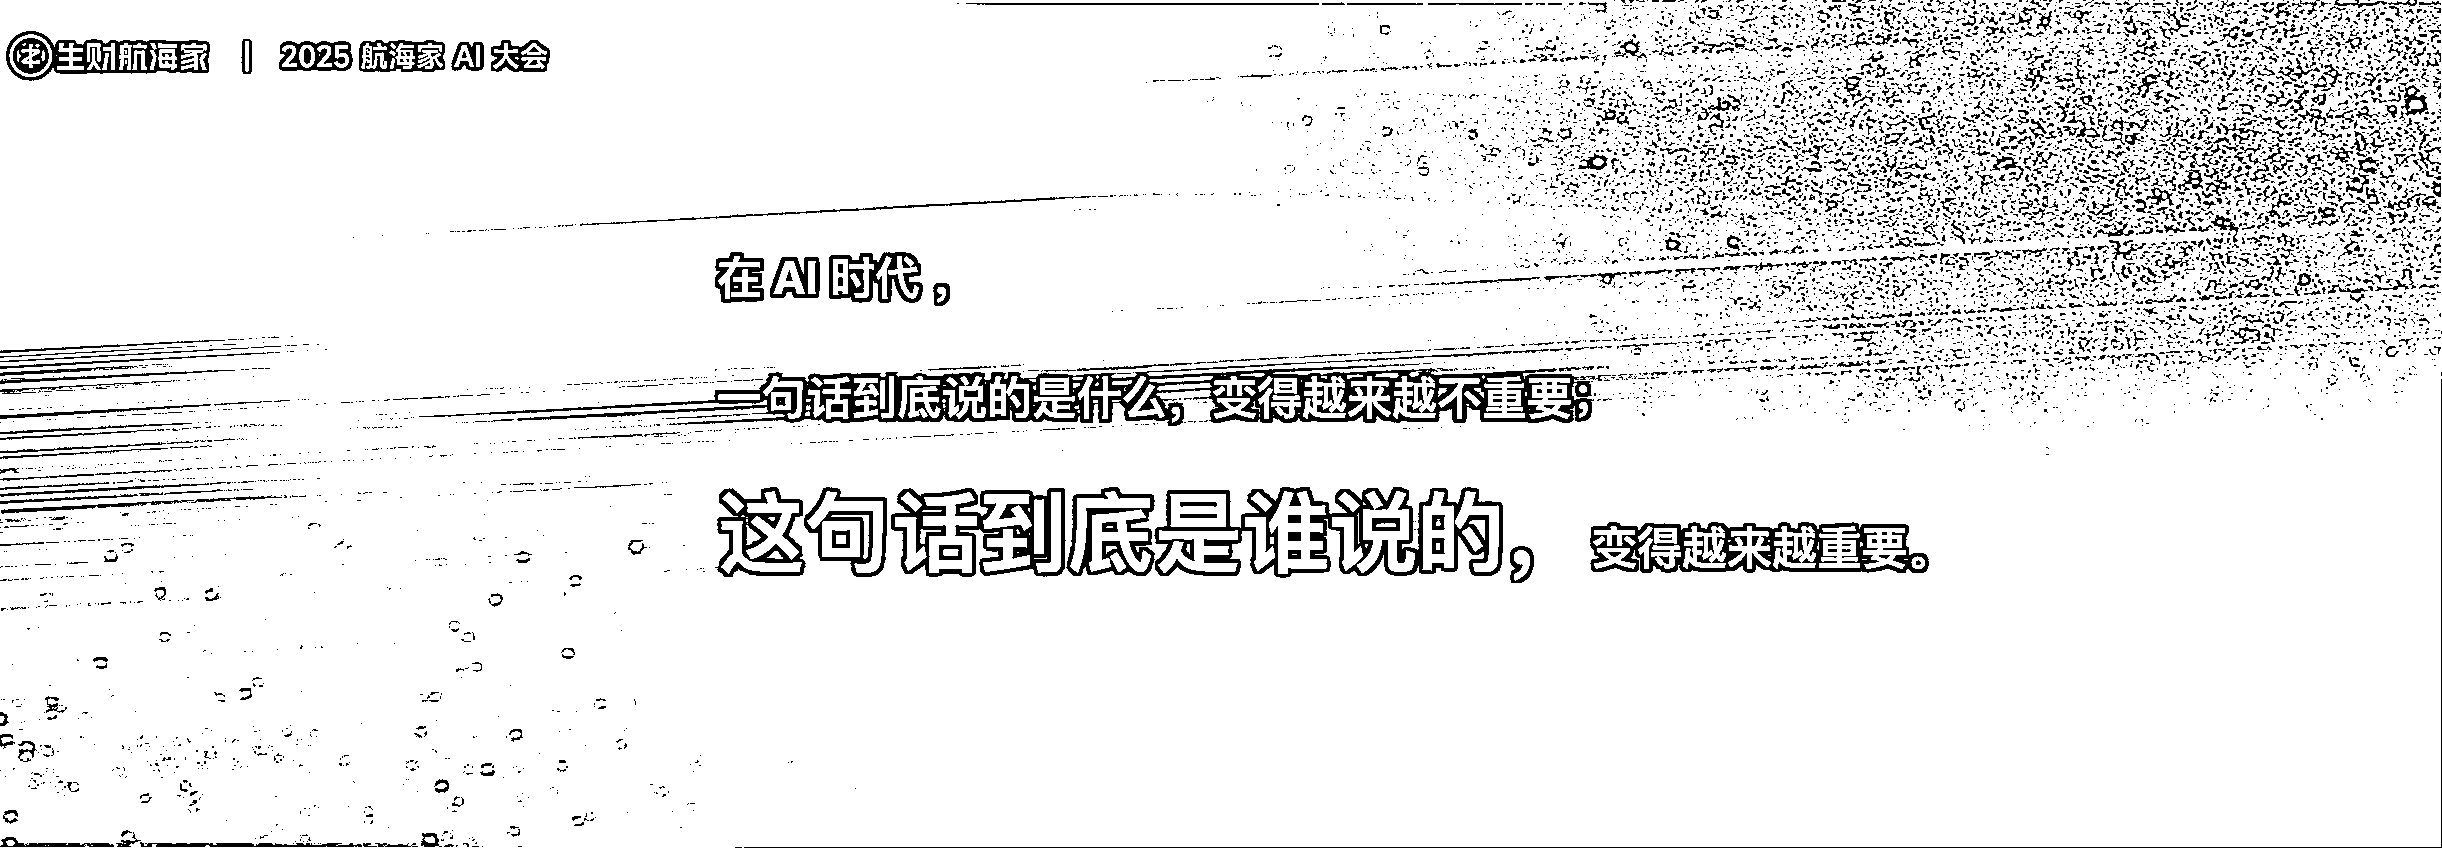 生财航海家 | 2025 航海家 AI 大会
在 AI 时代，
一句话到底说的是什么，变得越来越不重要；
这句话到底是谁说的，变得越来越重要。